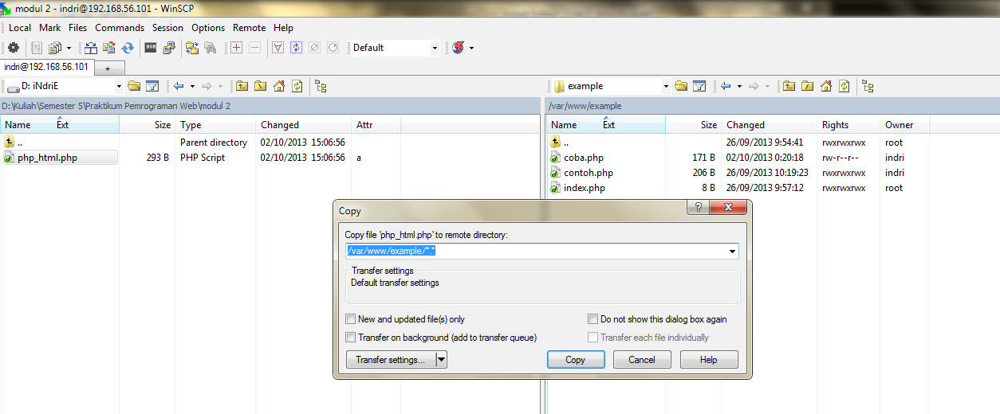 modul 2 - indri@192.168.56.101 - WinSCP
Local Mark Files Commands Session Options Remote Help
Default
indri@192.168.56.101 +
D: iNdriE
example
D:\Kuliah\Semester 5\Praktikum Pemrograman Web\modul 2
/var/www/example
Name Ext Size Type Changed Attr
Name Ext Size Changed Rights Owner
.. Parent directory 02/10/2013 15:06:56
php_html.php 293 B PHP Script 02/10/2013 15:06:56 a
.. 26/09/2013 9:54:41 rwxrwxrwx root
coba.php 171 B 02/10/2013 0:20:18 rw-r--r-- indri
contoh.php 206 B 26/09/2013 10:19:23 rwxrwxrwx indri
index.php 8 B 26/09/2013 9:57:12 rwxrwxrwx root
Copy
Copy file 'php_html.php' to remote directory:
/var/www/example/*.*
Transfer settings
Default transfer settings
New and updated file(s) only
Do not show this dialog box again
Transfer on background (add to transfer queue)
Transfer each file individually
Transfer settings... Copy Cancel Help